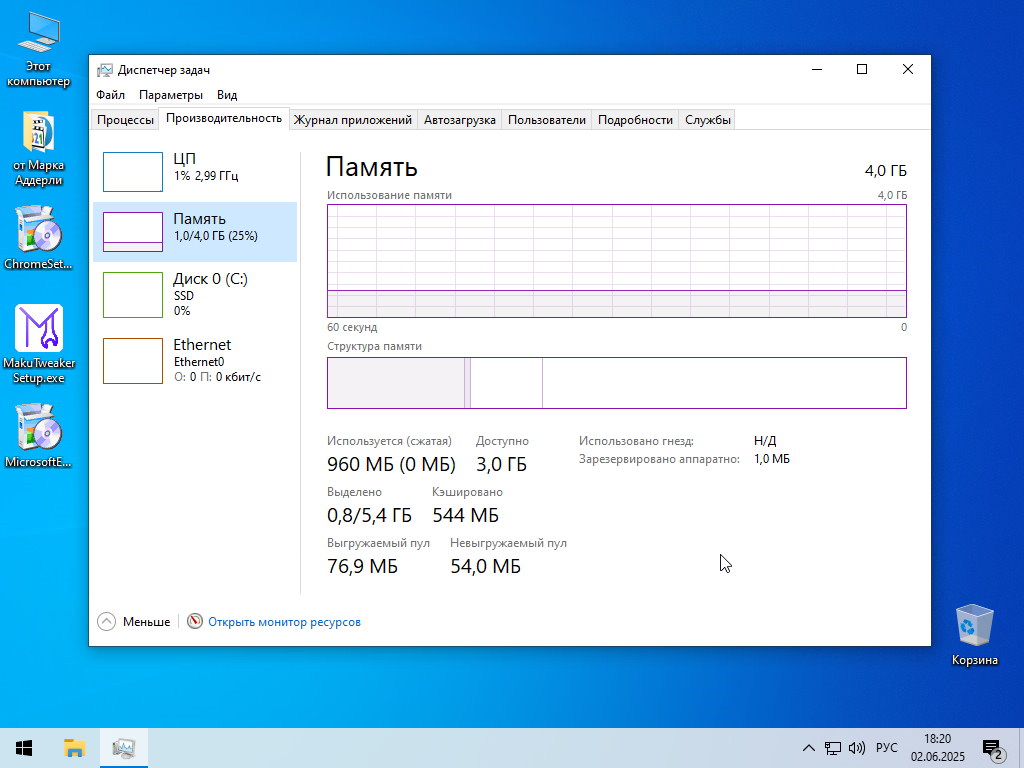 Этот
компьютер
от Марка
Аддерли
ChromeSet...
MakuTweaker
Setup.exe
MicrosoftE...
Диспетчер задач
Файл Параметры Вид
Процессы Производительность Журнал приложений Автозагрузка Пользователи Подробности Службы
ЦП
1% 2,99 ГГц
Память
1,0/4,0 ГБ (25%)
Диск 0 (C:)
SSD
0%
Ethernet
Ethernet0
О: 0 П: 0 кбит/с
Память 4,0 ГБ
Использование памяти 4,0 ГБ
60 секунд 0
Структура памяти
Используется (сжатая) Доступно
960 МБ (0 МБ) 3,0 ГБ
Выделено Кэшировано
0,8/5,4 ГБ 544 МБ
Выгружаемый пул Невыгружаемый пул
76,9 МБ 54,0 МБ
Использовано гнезд: Н/Д
Зарезервировано аппаратно: 1,0 МБ
Меньше Открыть монитор ресурсов
Корзина
РУС
18:20
02.06.2025
2